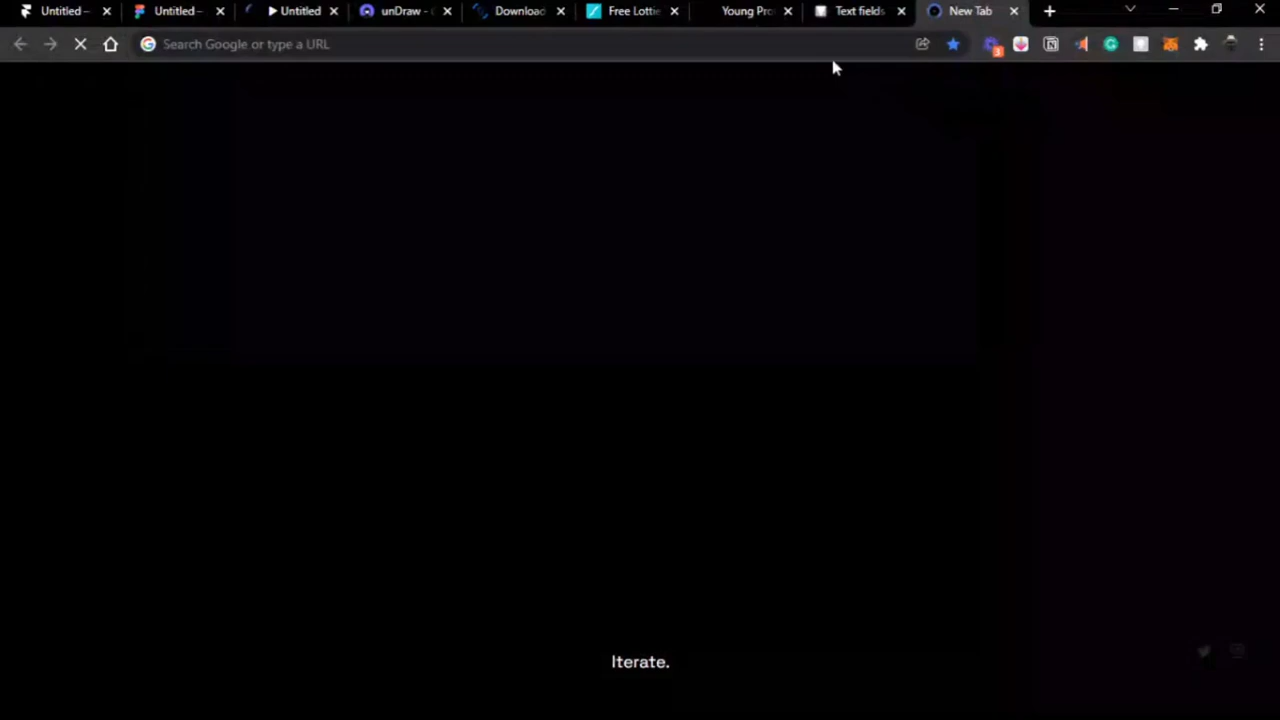 Untitled –
Untitled –
Untitled
unDraw -
Download
Free Lottie
Young Pro
Text fields
New Tab
Search Google or type a URL
3
Iterate.